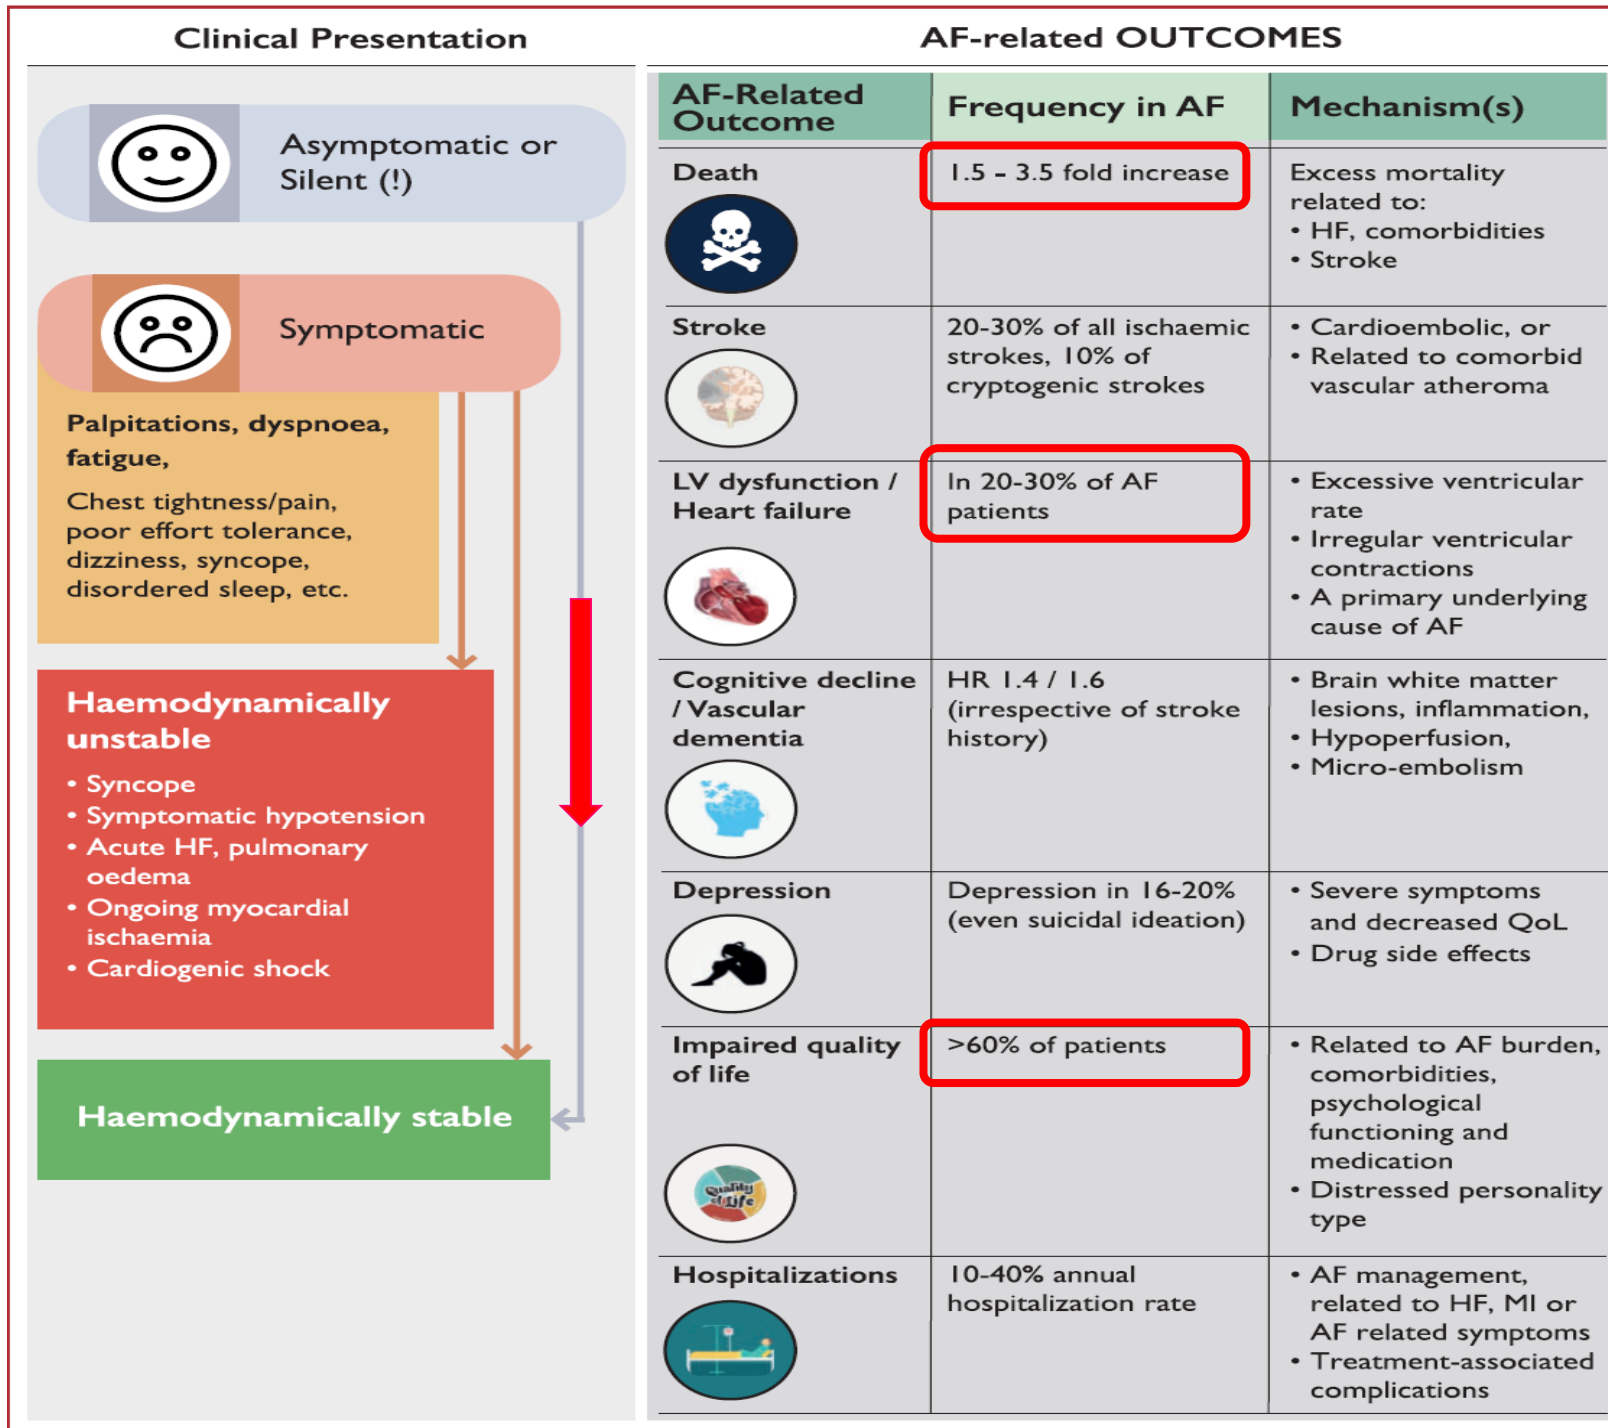 Clinical Presentation
Asymptomatic or
Silent (!)
Symptomatic
Palpitations, dyspnoea,
fatigue,
Chest tightness/pain,
poor effort tolerance,
dizziness, syncope,
disordered sleep, etc.
Haemodynamically
unstable
• Syncope
• Symptomatic hypotension
• Acute HF, pulmonary
oedema
• Ongoing myocardial
ischaemia
• Cardiogenic shock
Haemodynamically stable
AF-related OUTCOMES
AF-Related
Outcome
Frequency in AF
Mechanism(s)
Death
1.5 - 3.5 fold increase
Excess mortality
related to:
• HF, comorbidities
• Stroke
Stroke
20-30% of all ischaemic
strokes, 10% of
cryptogenic strokes
• Cardioembolic, or
• Related to comorbid
vascular atheroma
LV dysfunction /
Heart failure
In 20-30% of AF
patients
• Excessive ventricular
rate
• Irregular ventricular
contractions
• A primary underlying
cause of AF
Cognitive decline
/ Vascular
dementia
HR 1.4 / 1.6
(irrespective of stroke
history)
• Brain white matter
lesions, inflammation,
• Hypoperfusion,
• Micro-embolism
Depression
Depression in 16-20%
(even suicidal ideation)
• Severe symptoms
and decreased QoL
• Drug side effects
Impaired quality
of life
Quality
of Life
>60% of patients
• Related to AF burden,
comorbidities,
psychological
functioning and
medication
• Distressed personality
type
Hospitalizations
10-40% annual
hospitalization rate
• AF management,
related to HF, MI or
AF related symptoms
• Treatment-associated
complications